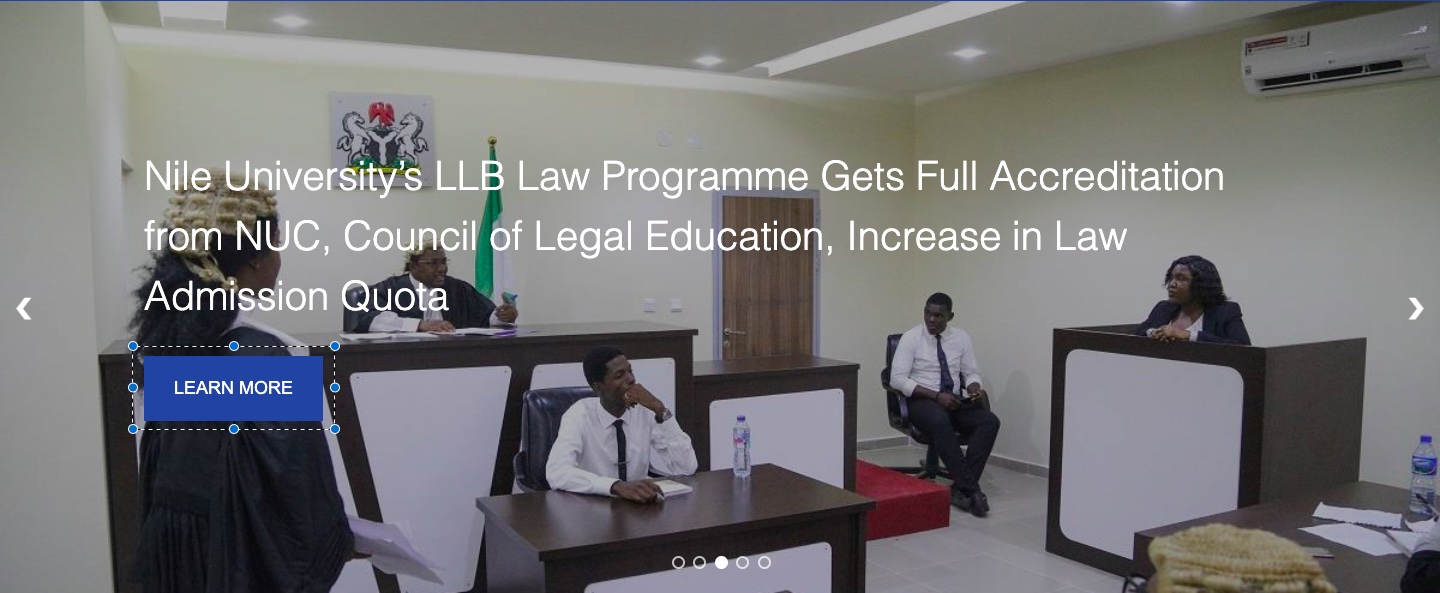 Nile University’s LLB Law Programme Gets Full Accreditation
from NUC, Council of Legal Education, Increase in Law
Admission Quota
LEARN MORE